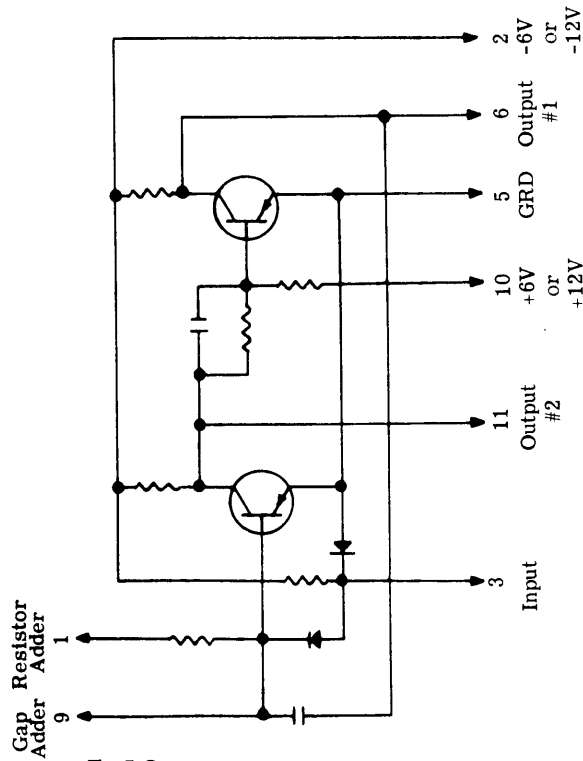 Gap
Adder
9
Resistor
Adder
1
3
Input
11
Output
#2
10
+6V
or
+12V
5
GRD
6
Output
#1
2
-6V
or
-12V